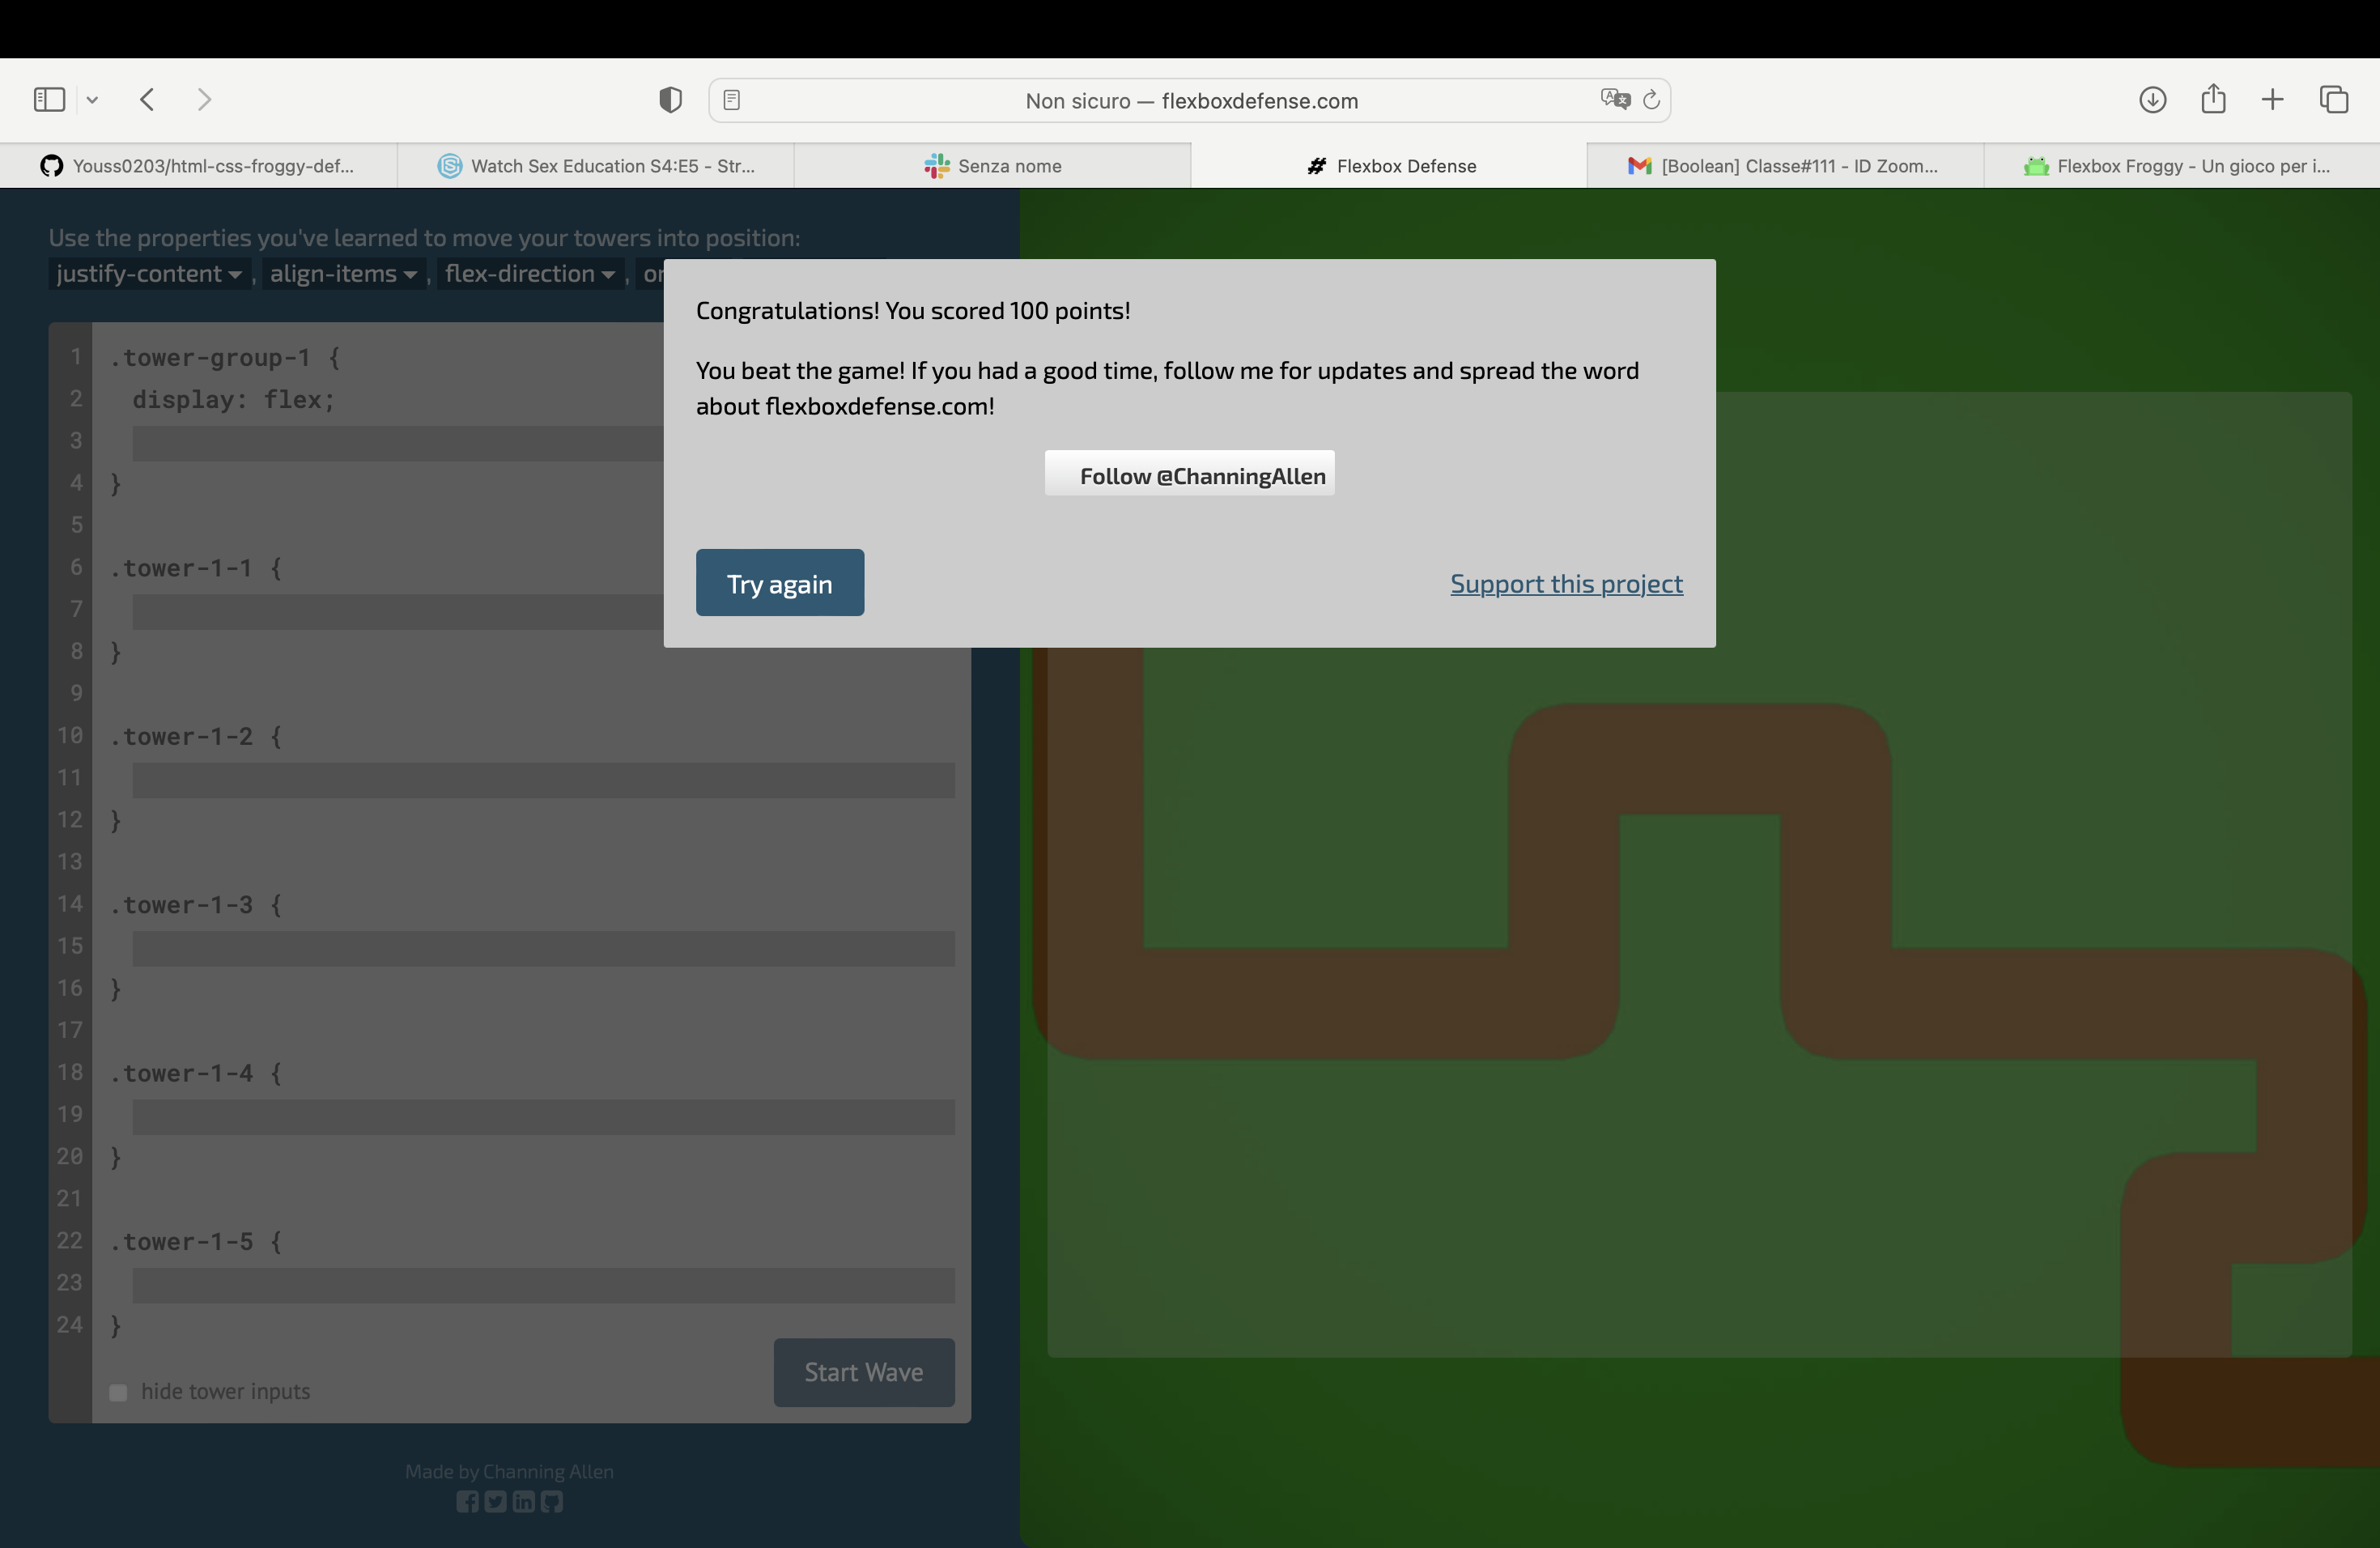 Non sicuro — flexboxdefense.com
Youss0203/html-css-froggy-def...
Watch Sex Education S4:E5 - Str...
Senza nome
Flexbox Defense
[Boolean] Classe#111 - ID Zoom...
Flexbox Froggy - Un gioco per i...
Use the properties you've learned to move your towers into position:
justify-content , align-items , flex-direction , or
Congratulations! You scored 100 points!
You beat the game! If you had a good time, follow me for updates and spread the word
about flexboxdefense.com!
Follow @ChanningAllen
Try again
Support this project
1 .tower-group-1 {
2 display: flex;
3
4 }
5
6 .tower-1-1 {
7
8 }
9
10 .tower-1-2 {
11
12 }
13
14 .tower-1-3 {
15
16 }
17
18 .tower-1-4 {
19
20 }
21
22 .tower-1-5 {
23
24 }
hide tower inputs
Start Wave
Made by Channing Allen